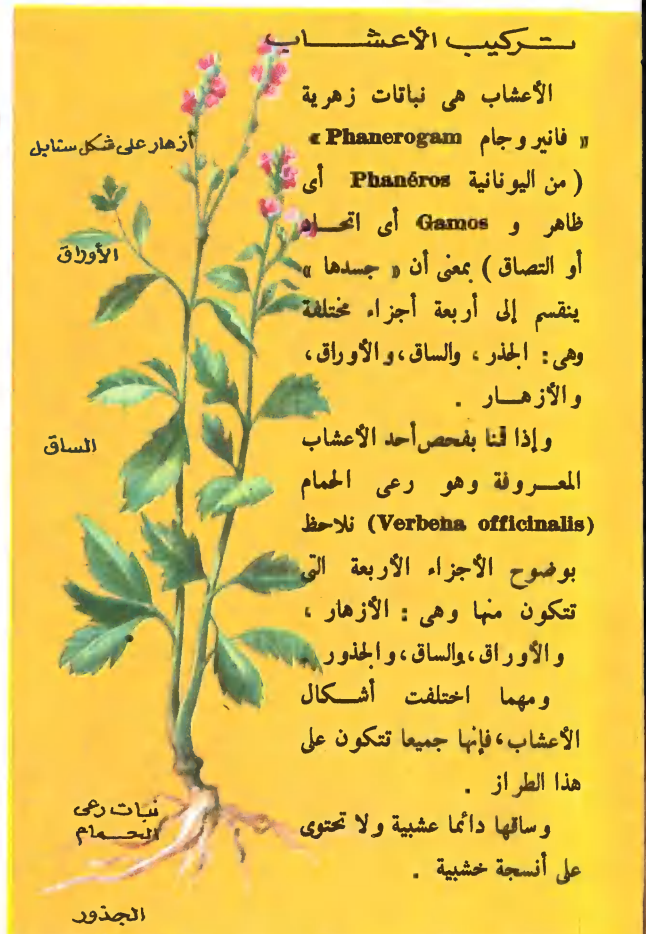 تركيب الأعشاب
الأعشاب هى نباتات زهرية
« فانيروجام Phanerogam »
( من اليونانية Phanéros أى
ظاهر و Gamos أى اتحاد
أو التصاق ) بمعنى أن « جسدها »
ينقسم إلى أربعة أجزاء مختلفة
وهى : الجذر ، والساق ، والأوراق ،
والأزهار .
وإذا قمنا بفحص أحد الأعشاب
المعروفة وهو رعى الحمام
(Verbena officinalis) نلاحظ
بوضوح الأجزاء الأربعة التى
تتكون منها وهى : الأزهار ،
والأوراق ، والساق ، والجذور .
ومهما اختلفت أشكال
الأعشاب ، فإنها جميعا تتكون على
هذا الطراز .
وساقها دائما عشبية ولا تحتوى
على أنسجة خشبية .
أزهار على شكل سنابل
الأوراق
الساق
نبات رعى
الحمام
الجذور